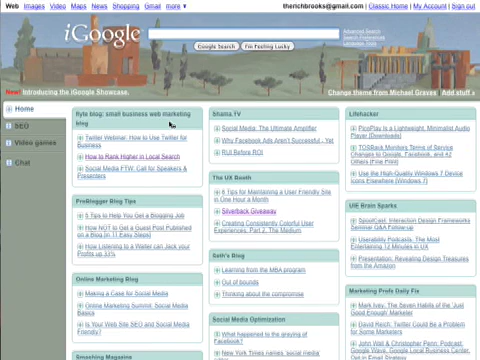 Web Images Video Maps News Shopping Gmail more ▼
therichbrooks@gmail.com | Classic Home | My Account | Sign out
iGoogle
Advanced Search
Search Preferences
Language Tools
Google Search
I'm Feeling Lucky
New! Introducing the iGoogle Showcase.
Change theme from Michael Graves
Add stuff »
Home
SEO
Video games
Chat
flyte blog: small business web marketing
blog
Twitter Webinar: How to Use Twitter for
Business
How to Rank Higher in Local Search
Social Media FTW: Call for Speakers &
Presenters
ProBlogger Blog Tips
5 Tips to Help You Get a Blogging Job
How NOT to Get a Guest Post Published
on a Blog (in 11 Easy Steps)
How Listening to a Wallet can Jack your
Profits up 33%
Online Marketing Blog
Making a Case for Social Media
Online Marketing Summit, Social Media
Basics
Is Your Web Site SEO and Social Media
Friendly?
Smashing Magazine
Shama.TV
Social Media: The Ultimate Amplifier
Why Facebook Ads Aren't Successful...Yet
RUI Before ROI
The UX Booth
6 Tips for Maintaining a User Friendly Site
in One Hour a Month
Silverback Giveaway
Creating Consistently Colorful User
Experiences, Part 2, The Medium
Seth's Blog
Learning from the MBA program
Out of bounds
Thinking about the compromise
Social Media Optimization
What happened to the greying of
Facebook?
New York Times names, social media
Lifehacker
PicoPlay is a Lightweight, Minimalist Audio
Player [Downloads]
TOSBack Monitors Terms of Service
Changes to Google, Facebook, and 42
Others [Fine Print]
Use the High-Quality Windows 7 Device
Icons Elsewhere [Windows 7]
UIE Brain Sparks
SpoolCast: Interaction Design Frameworks
Seminar Q&A Follow up
Userability Podcasts, The Most
Entertaining 12 Minutes in UX
Presentation, Revealing Design Treasures
from the Amazon
Marketing Profs Daily Fix
Mark Ivey, The Seven Habits of the 'Just
Good Enough' Marketer
David Reich, Twitter Could Be a Problem
for Some Marketers
John Wall & Christopher Penn, Podcast:
Google Wave, Google Local Business
Center, Out to Email Marketing